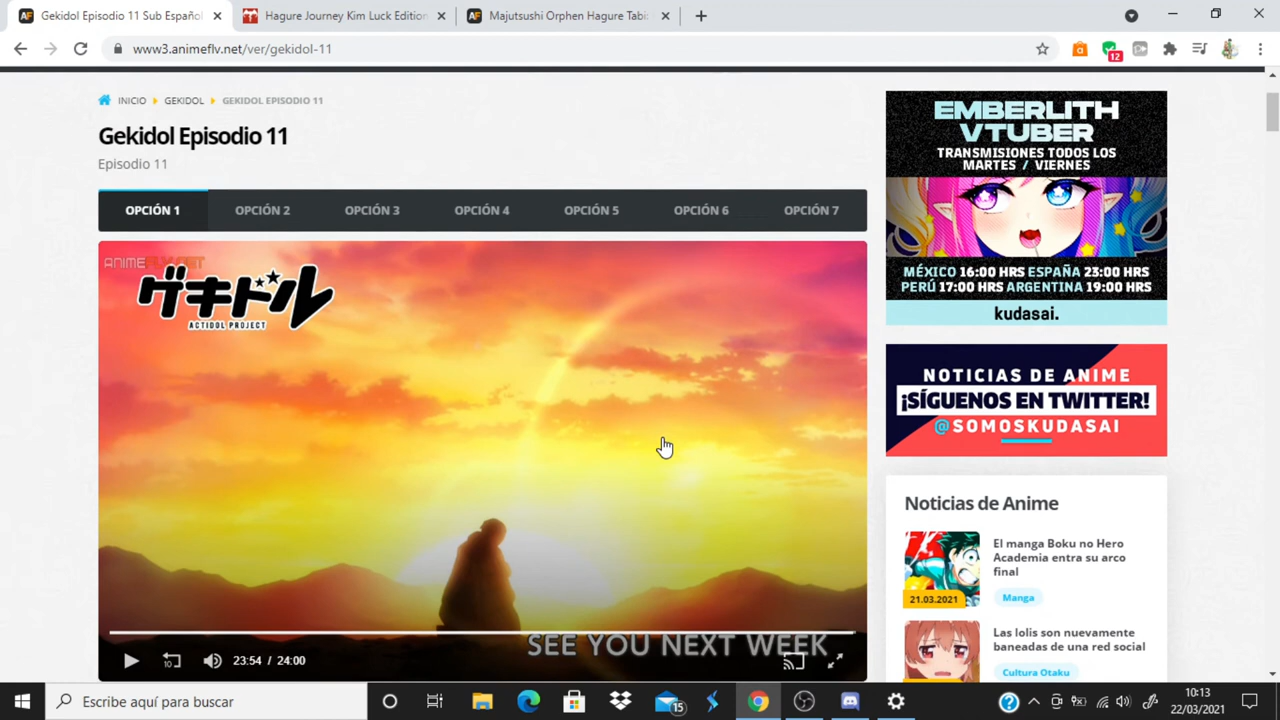 Gekidol Episodio 11 Sub Español
Hagure Journey Kim Luck Edition
Majutsushi Orphen Hagure Tabi:
www3.animeflv.net/ver/gekidol-11
12
INICIO
GEKIDOL
GEKIDOL EPISODIO 11
Gekidol Episodio 11
Episodio 11
OPCIÓN 1
OPCIÓN 2
OPCIÓN 3
OPCIÓN 4
OPCIÓN 5
OPCIÓN 6
OPCIÓN 7
ANIMEFLV.NET
ゲキドル
ACTIDOL PROJECT
SEE YOU NEXT WEEK
10
23:54 / 24:00
EMBERLITH
VTUBER
TRANSMISIONES TODOS LOS
MARTES / VIERNES
MÉXICO 16:00 HRS ESPAÑA 23:00 HRS
PERÚ 17:00 HRS ARGENTINA 19:00 HRS
kudasai.
NOTICIAS DE ANIME
¡SÍGUENOS EN TWITTER!
@SOMOSKUDASAI
Noticias de Anime
El manga Boku no Hero
Academia entra su arco
final
21.03.2021
Manga
Las lolis son nuevamente
baneadas de una red social
Cultura Otaku
Escribe aquí para buscar
15
10:13
22/03/2021